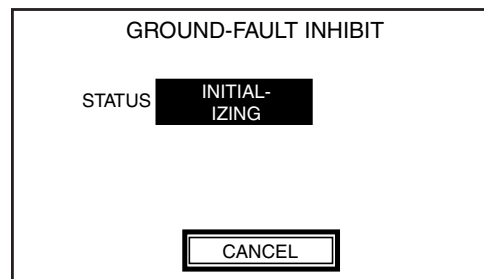 GROUND-FAULT INHIBIT
STATUS
INITIAL-
IZING
CANCEL